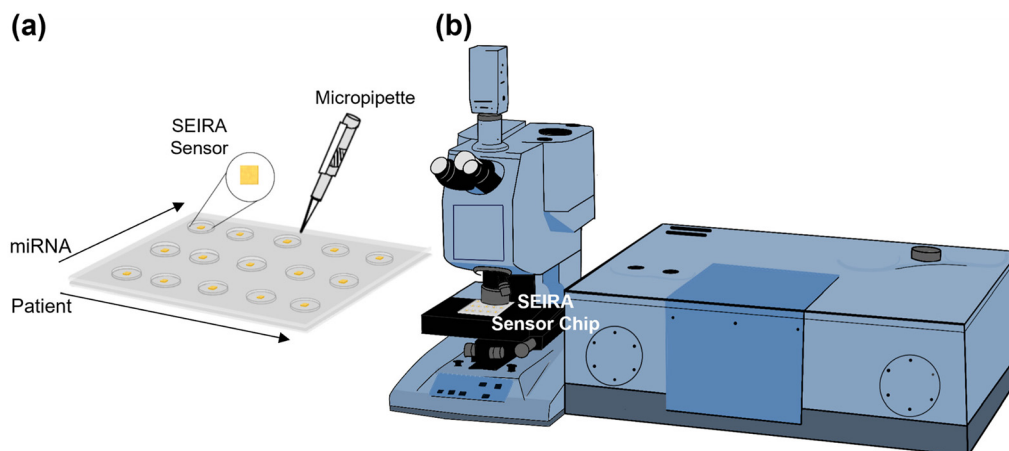 (a)
(b)
Micropipette
SEIRA
Sensor
miRNA
Patient
SEIRA
Sensor Chip